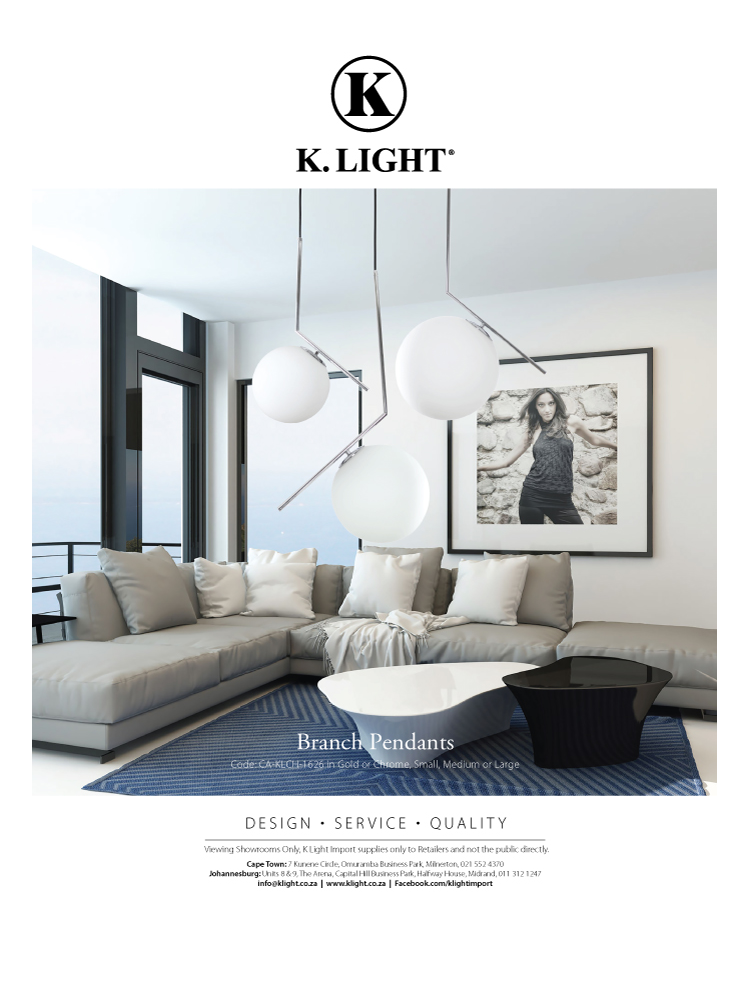 K
K. LIGHT®
Branch Pendants
Code: CA-KLCH-1626 in Gold or Chrome, Small, Medium or Large
DESIGN • SERVICE • QUALITY
Viewing Showrooms Only, K Light Import supplies only to Retailers and not the public directly.
Cape Town: 7 Kunene Circle, Omuramba Business Park, Milnerton, 021 552 4370
Johannesburg: Units 8 & 9, The Arena, Capital Hill Business Park, Halfway House, Midrand, 011 312 1247
info@klight.co.za | www.klight.co.za | Facebook.com/klightimport